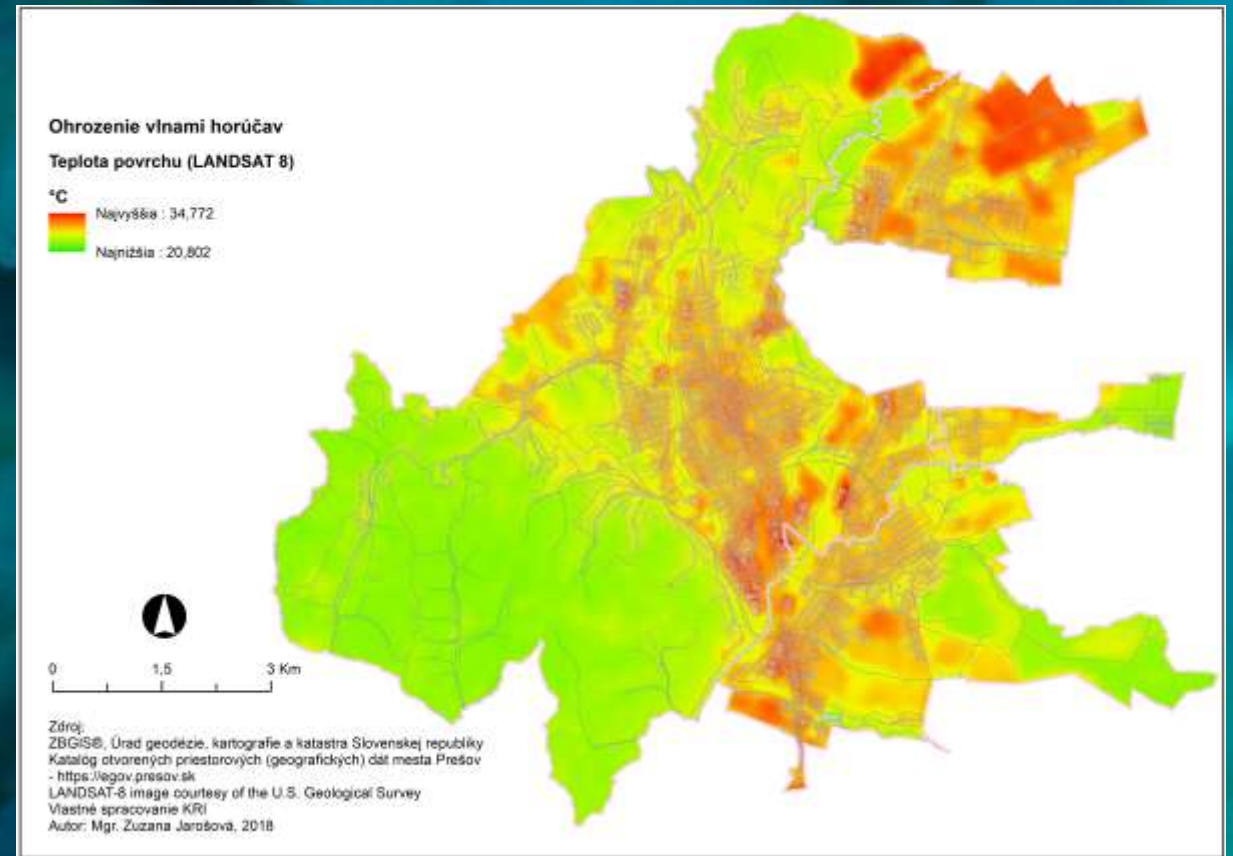 Ohrozenie vlnami horúčav
Teplota povrchu (LANDSAT 8)
°C
Najvyššia : 34,772
Najnižšia : 20,802
0 1,5 3 Km
Zdroj:
ZBGIS®, Úrad geodézie, kartografie a katastra Slovenskej republiky
Katalóg otvorených priestorových (geografických) dát mesta Prešov
- https://egov.presov.sk
LANDSAT-8 image courtesy of the U.S. Geological Survey
Vlastné spracovanie KRI
Autor: Mgr. Zuzana Jarošová, 2018